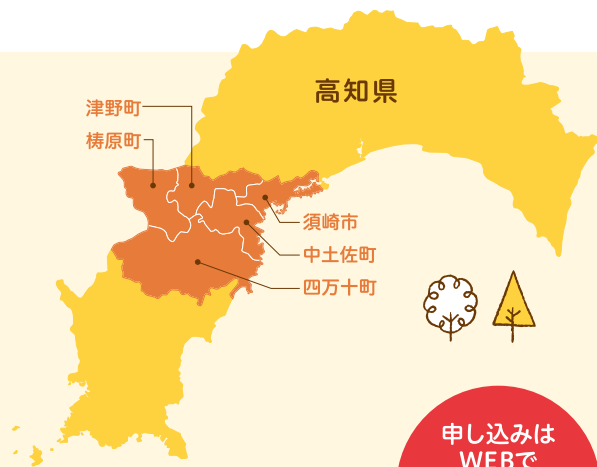 高知県
津野町
梼原町
須崎市
中土佐町
四万十町
申し込みは
WEBで